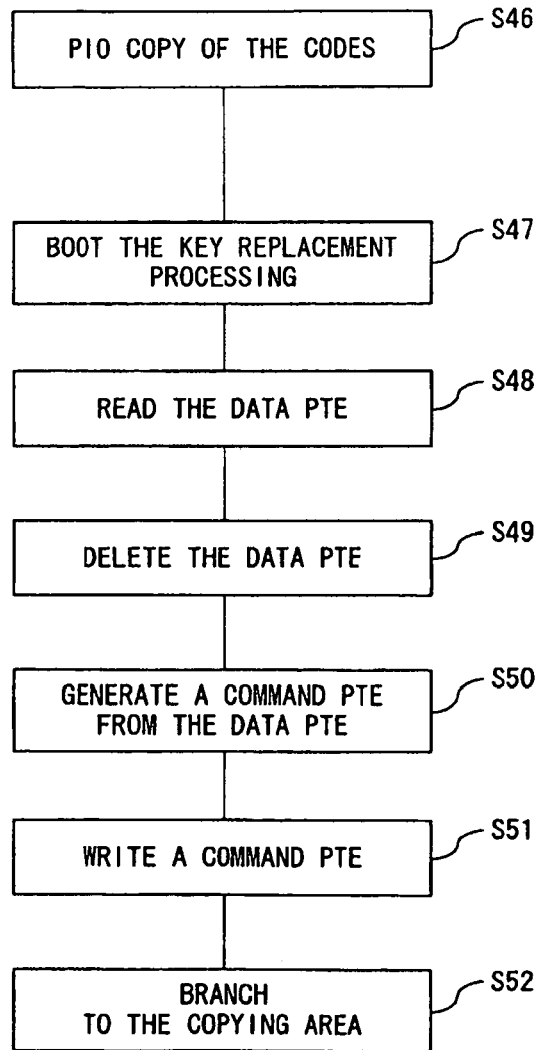 S46
PIO COPY OF THE CODES
S47
BOOT THE KEY REPLACEMENT
PROCESSING
S48
READ THE DATA PTE
S49
DELETE THE DATA PTE
S50
GENERATE A COMMAND PTE
FROM THE DATA PTE
S51
WRITE A COMMAND PTE
S52
BRANCH
TO THE COPYING AREA